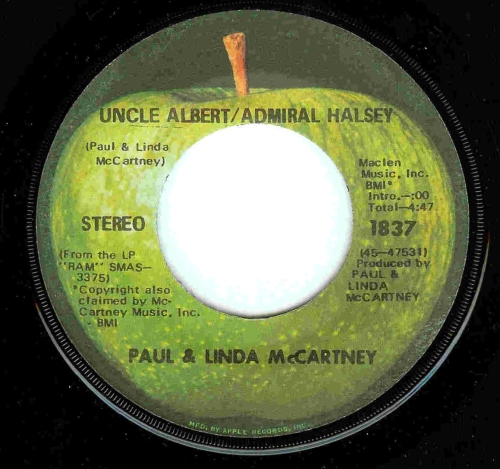 UNCLE ALBERT/ADMIRAL HALSEY
(Paul & Linda
McCartney)
Maclen
Music, Inc.
BMI*
Intro.—:00
Total—4:47
STEREO
1837
(From the LP
"RAM" SMAS—
3375)
*Copyright also
claimed by Mc-
Cartney Music, Inc.
- BMI
(45-47531)
Produced by
PAUL &
LINDA
McCARTNEY
PAUL & LINDA McCARTNEY
MFD. BY APPLE RECORDS, INC.